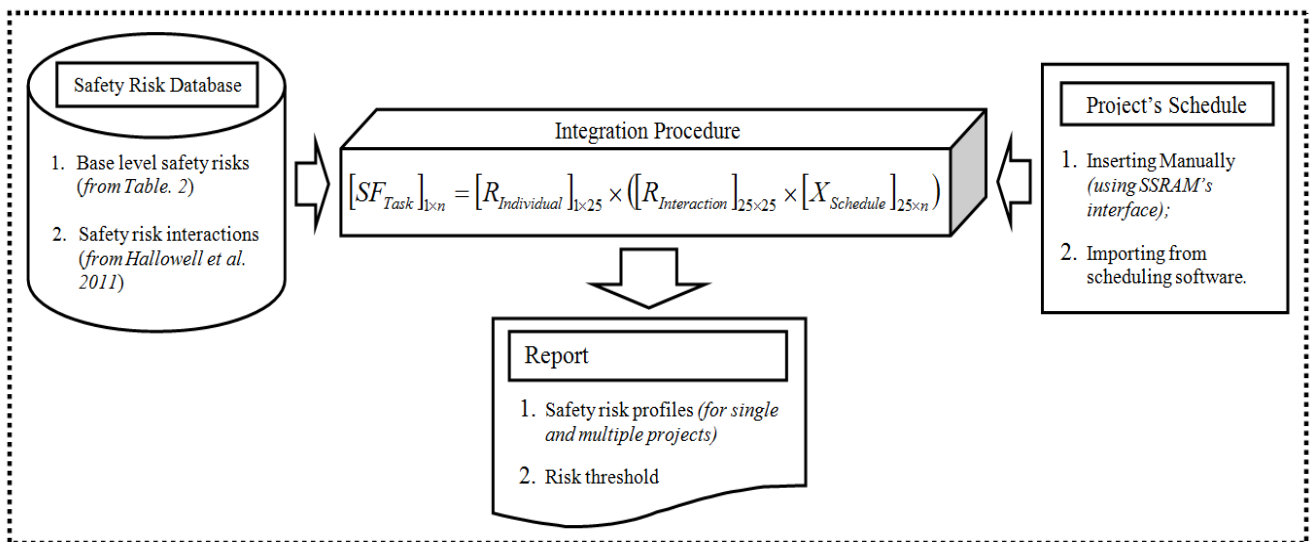 Safety Risk Database
1. Base level safety risks
(from Table. 2)
2. Safety risk interactions
(from Hallowell et al.
2011)
Integration Procedure
[SF_Task]_1×n = [R_Individual]_1×25 × ([R_Interaction]_25×25 × [X_Schedule]_25×n)
Project's Schedule
1. Inserting Manually
(using SSRAM's
interface);
2. Importing from
scheduling software.
Report
1. Safety risk profiles (for single
and multiple projects)
2. Risk threshold